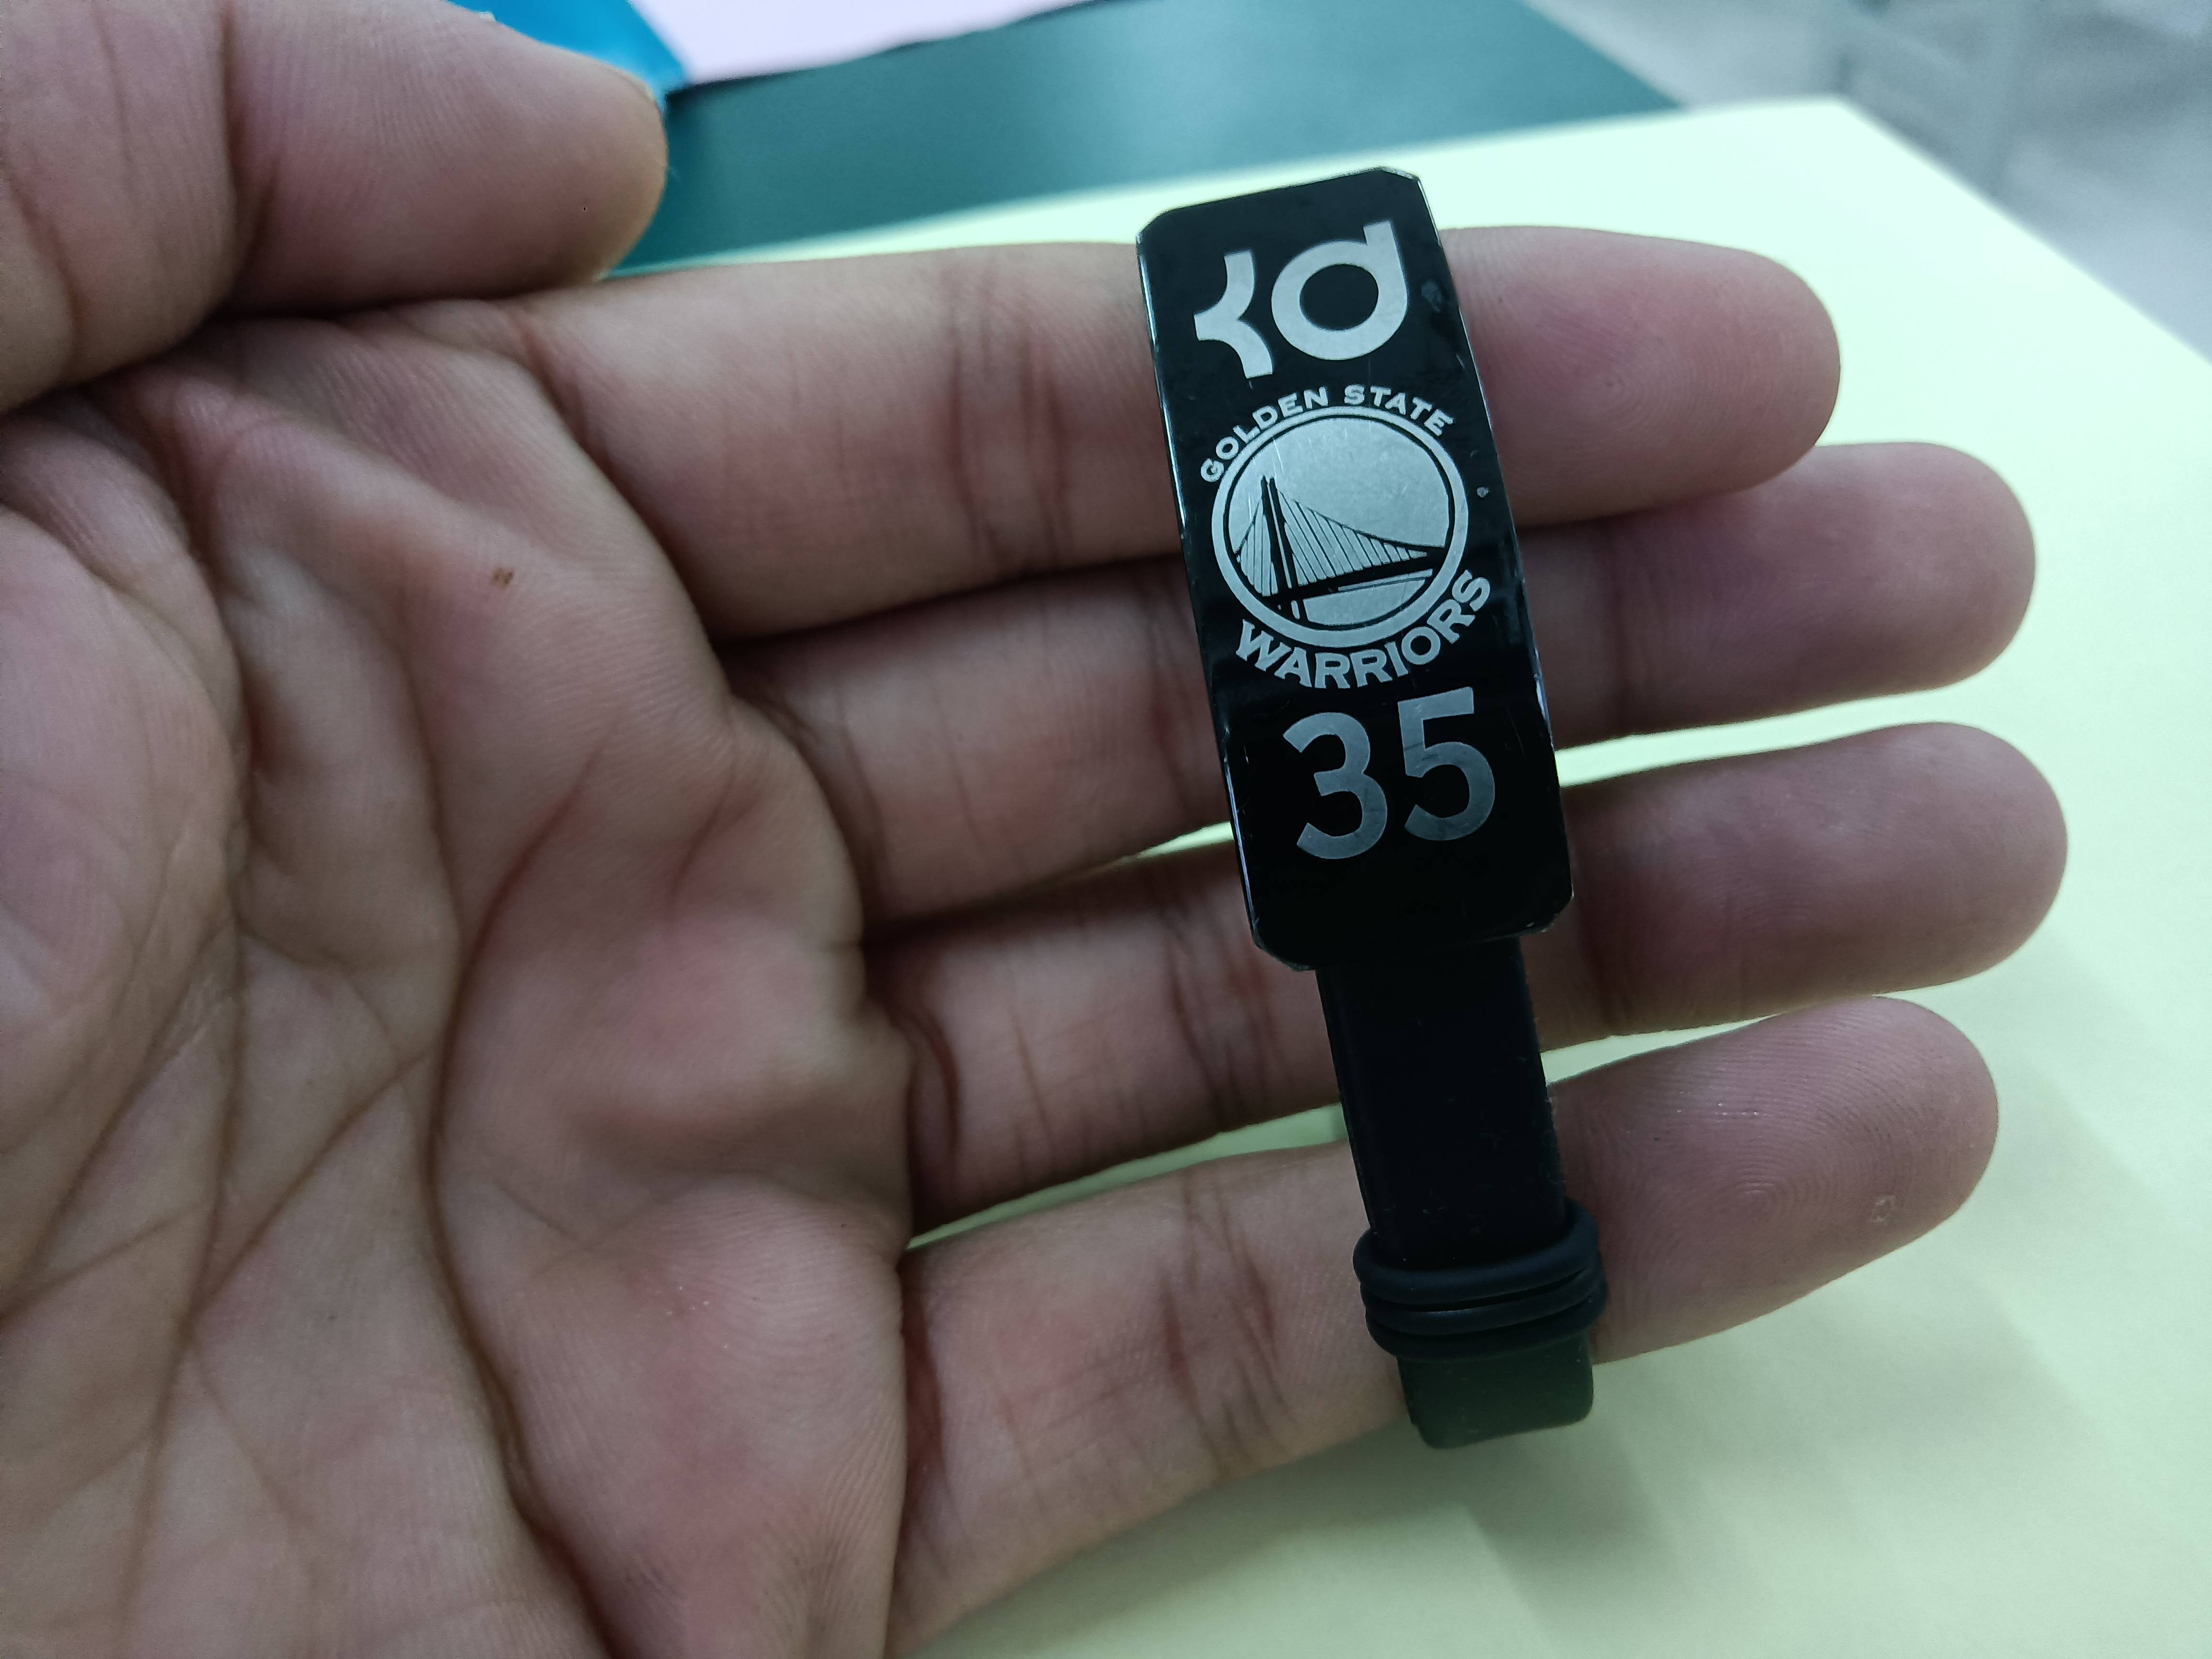 KD
GOLDEN STATE
WARRIORS
35